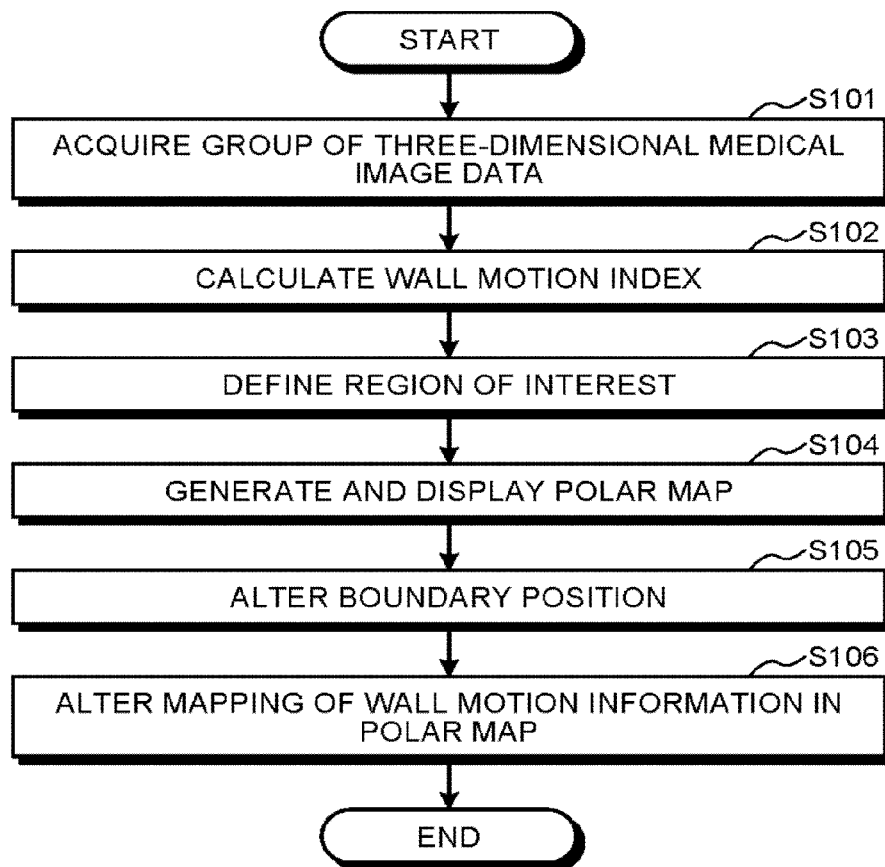 START
S101
ACQUIRE GROUP OF THREE-DIMENSIONAL MEDICAL
IMAGE DATA
S102
CALCULATE WALL MOTION INDEX
S103
DEFINE REGION OF INTEREST
S104
GENERATE AND DISPLAY POLAR MAP
S105
ALTER BOUNDARY POSITION
S106
ALTER MAPPING OF WALL MOTION INFORMATION IN
POLAR MAP
END